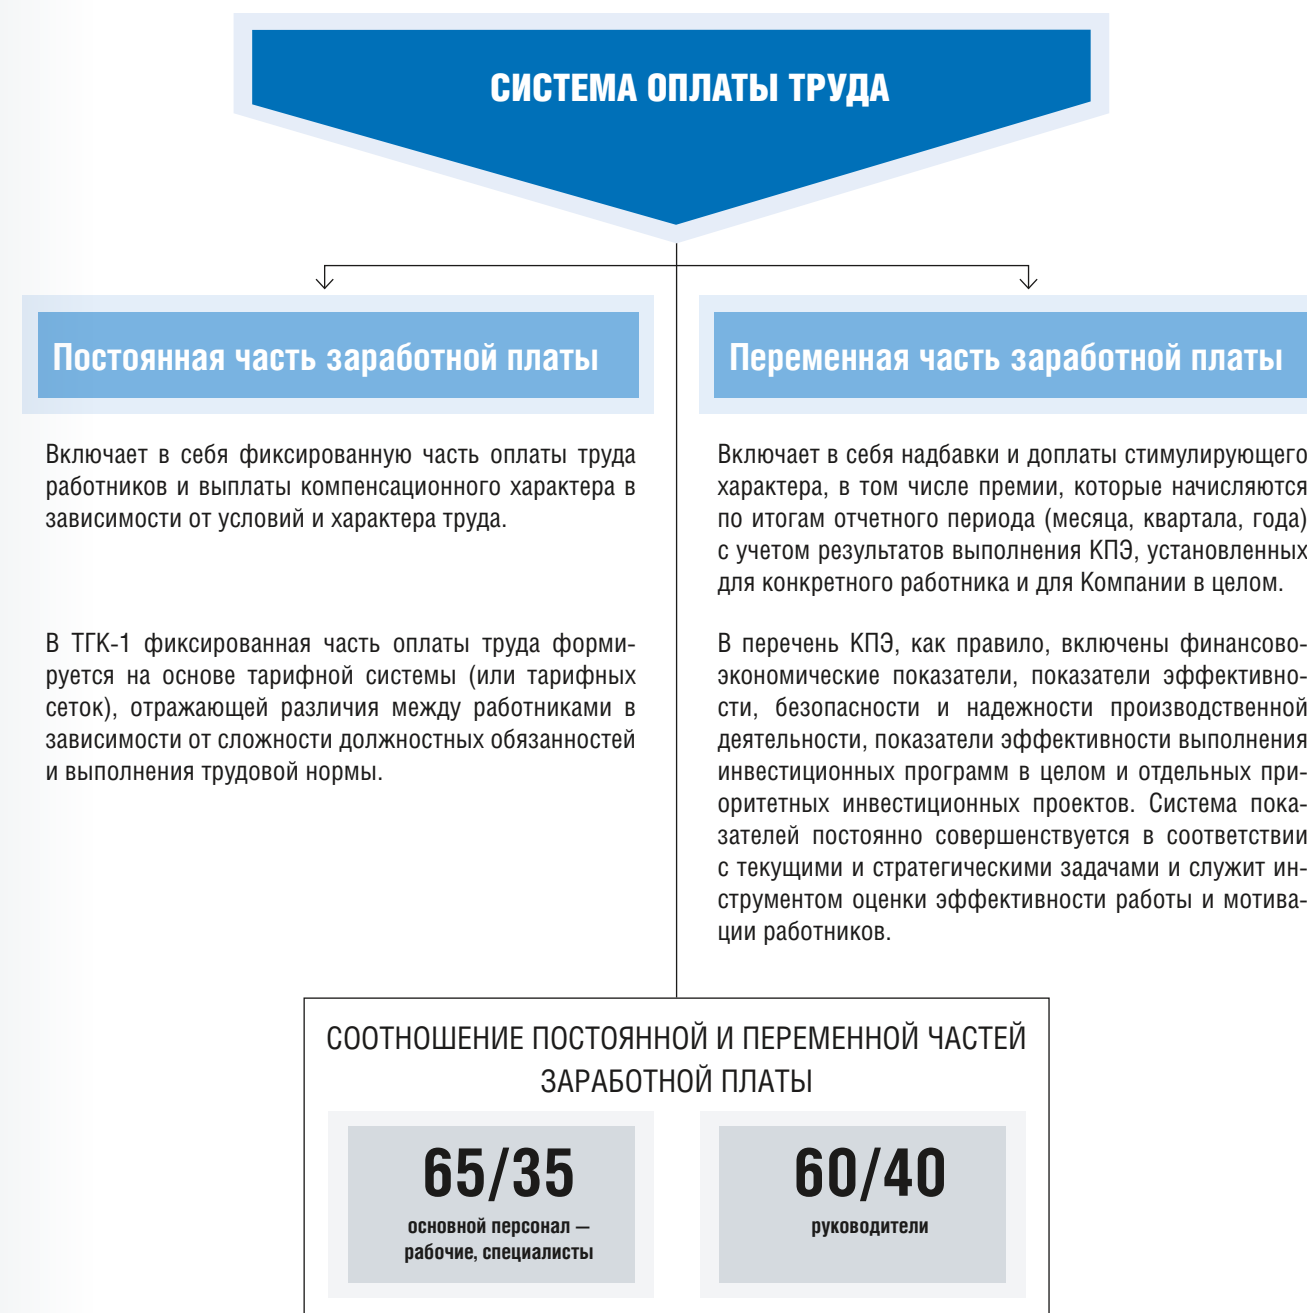 СИСТЕМА ОПЛАТЫ ТРУДА
Постоянная часть заработной платы
Включает в себя фиксированную часть оплаты труда
работников и выплаты компенсационного характера в
зависимости от условий и характера труда.
В ТГК-1 фиксированная часть оплаты труда форми-
руется на основе тарифной системы (или тарифных
сеток), отражающей различия между работниками в
зависимости от сложности должностных обязанностей
и выполнения трудовой нормы.
Переменная часть заработной платы
Включает в себя надбавки и доплаты стимулирующего
характера, в том числе премии, которые начисляются
по итогам отчетного периода (месяца, квартала, года)
с учетом результатов выполнения КПЭ, установленных
для конкретного работника и для Компании в целом.
В перечень КПЭ, как правило, включены финансово-
экономические показатели, показатели эффективно-
сти, безопасности и надежности производственной
деятельности, показатели эффективности выполнения
инвестиционных программ в целом и отдельных при-
оритетных инвестиционных проектов. Система пока-
зателей постоянно совершенствуется в соответствии
с текущими и стратегическими задачами и служит ин-
струментом оценки эффективности работы и мотива-
ции работников.
СООТНОШЕНИЕ ПОСТОЯННОЙ И ПЕРЕМЕННОЙ ЧАСТЕЙ
ЗАРАБОТНОЙ ПЛАТЫ
65/35
основной персонал —
рабочие, специалисты
60/40
руководители